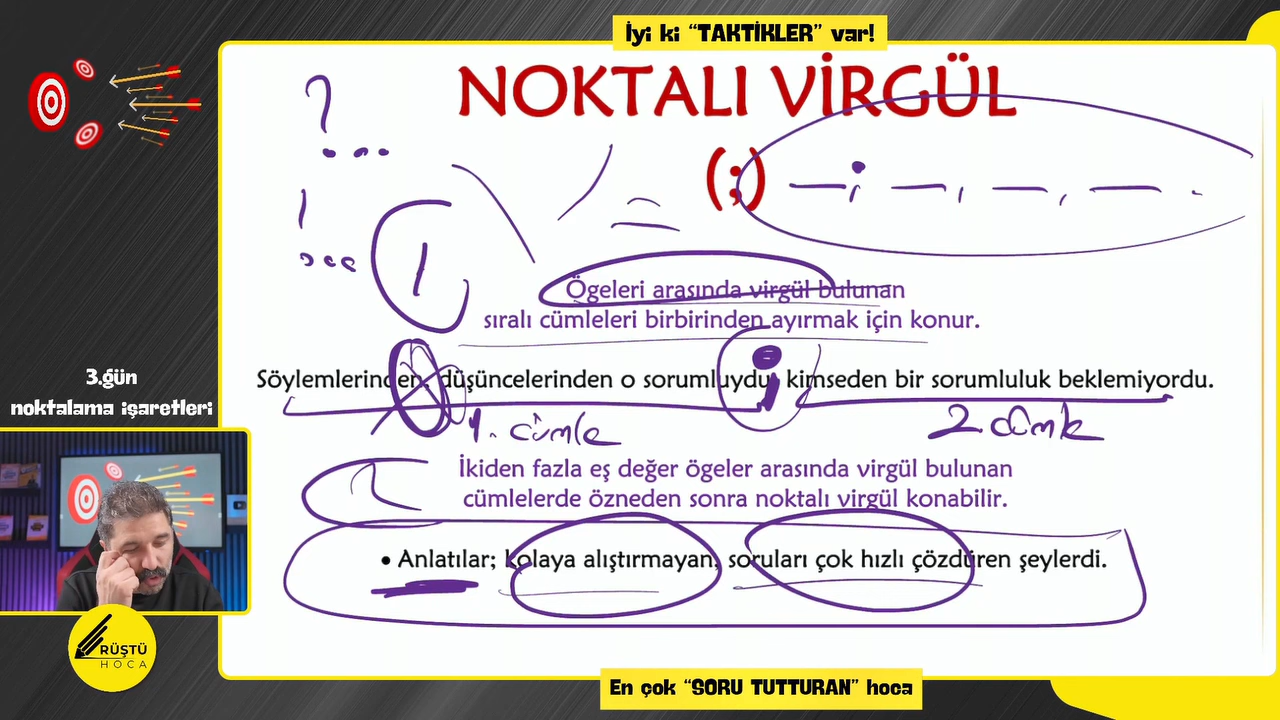 İyi ki “TAKTİKLER” var!
NOKTALI VİRGÜL
(;)
1
Ögeleri arasında virgül bulunan
sıralı cümleleri birbirinden ayırmak için konur.
Söylemlerinden, düşüncelerinden o sorumluydu; kimseden bir sorumluluk beklemiyordu.
1. cümle
2. cümle
İkiden fazla eş değer ögeler arasında virgül bulunan
cümlelerde özneden sonra noktalı virgül konabilir.
• Anlatılar; kolaya alıştırmayan, soruları çok hızlı çözdüren şeylerdi.
3.gün
noktalama işaretleri
RÜŞTÜ
HOCA
En çok “SORU TUTTURAN” hoca